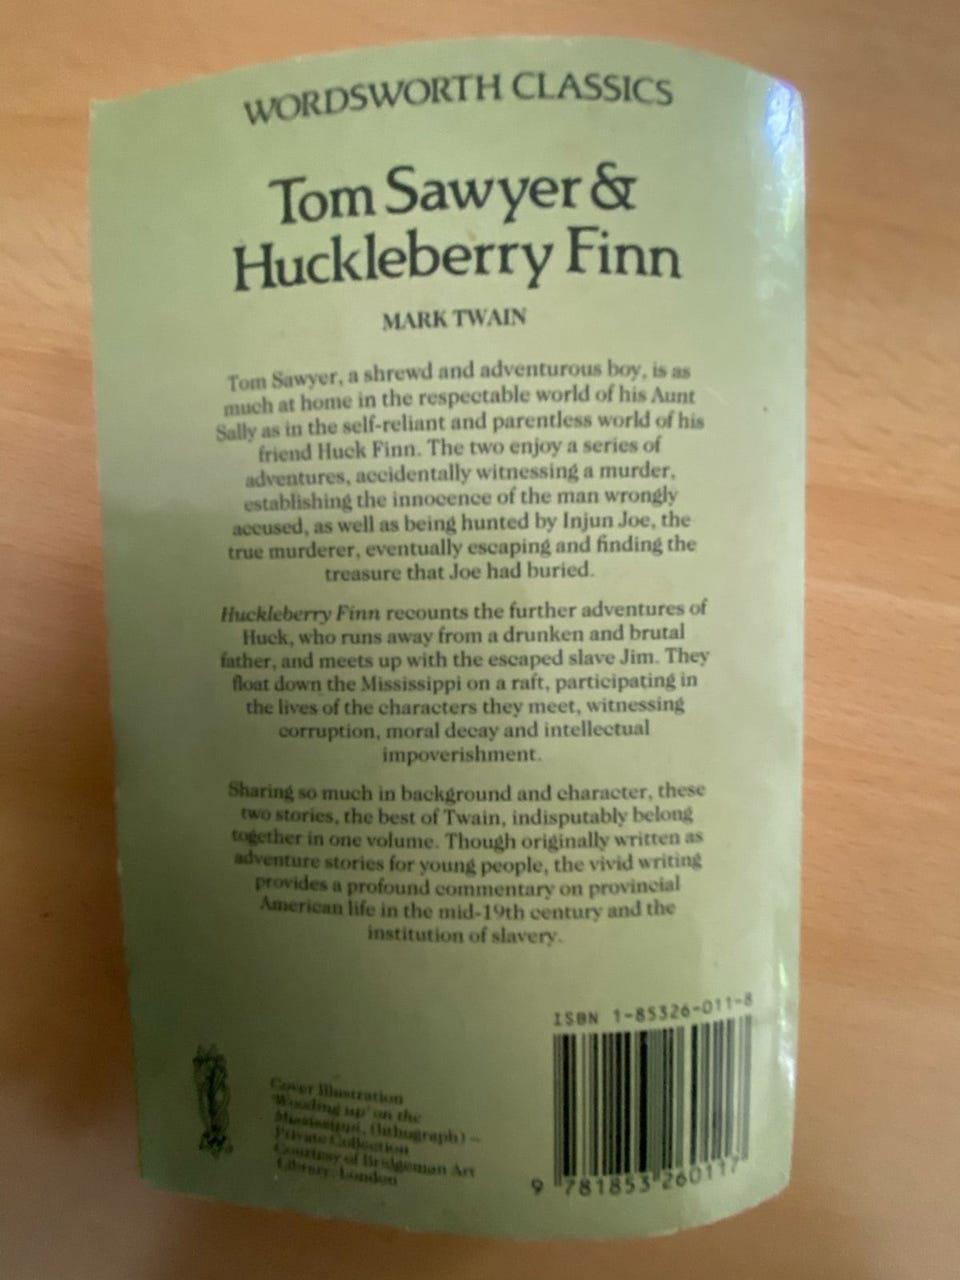 WORDSWORTH CLASSICS
Tom Sawyer &
Huckleberry Finn
MARK TWAIN
Tom Sawyer, a shrewd and adventurous boy, is as
much at home in the respectable world of his Aunt
Sally as in the self-reliant and parentless world of his
friend Huck Finn. The two enjoy a series of
adventures, accidentally witnessing a murder,
establishing the innocence of the man wrongly
accused, as well as being hunted by Injun Joe, the
true murderer, eventually escaping and finding the
treasure that Joe had buried.
Huckleberry Finn recounts the further adventures of
Huck, who runs away from a drunken and brutal
father, and meets up with the escaped slave Jim. They
float down the Mississippi on a raft, participating in
the lives of the characters they meet, witnessing
corruption, moral decay and intellectual
impoverishment.
Sharing so much in background and character, these
two stories, the best of Twain, indisputably belong
together in one volume. Though originally written as
adventure stories for young people, the vivid writing
provides a profound commentary on provincial
American life in the mid-19th century and the
institution of slavery.
ISBN 1-85326-011-8
Cover Illustration
'Wooding up' on the
Mississippi, (lithograph) –
Private Collection
Courtesy of Bridgeman Art
Library, London
9 781853 260117